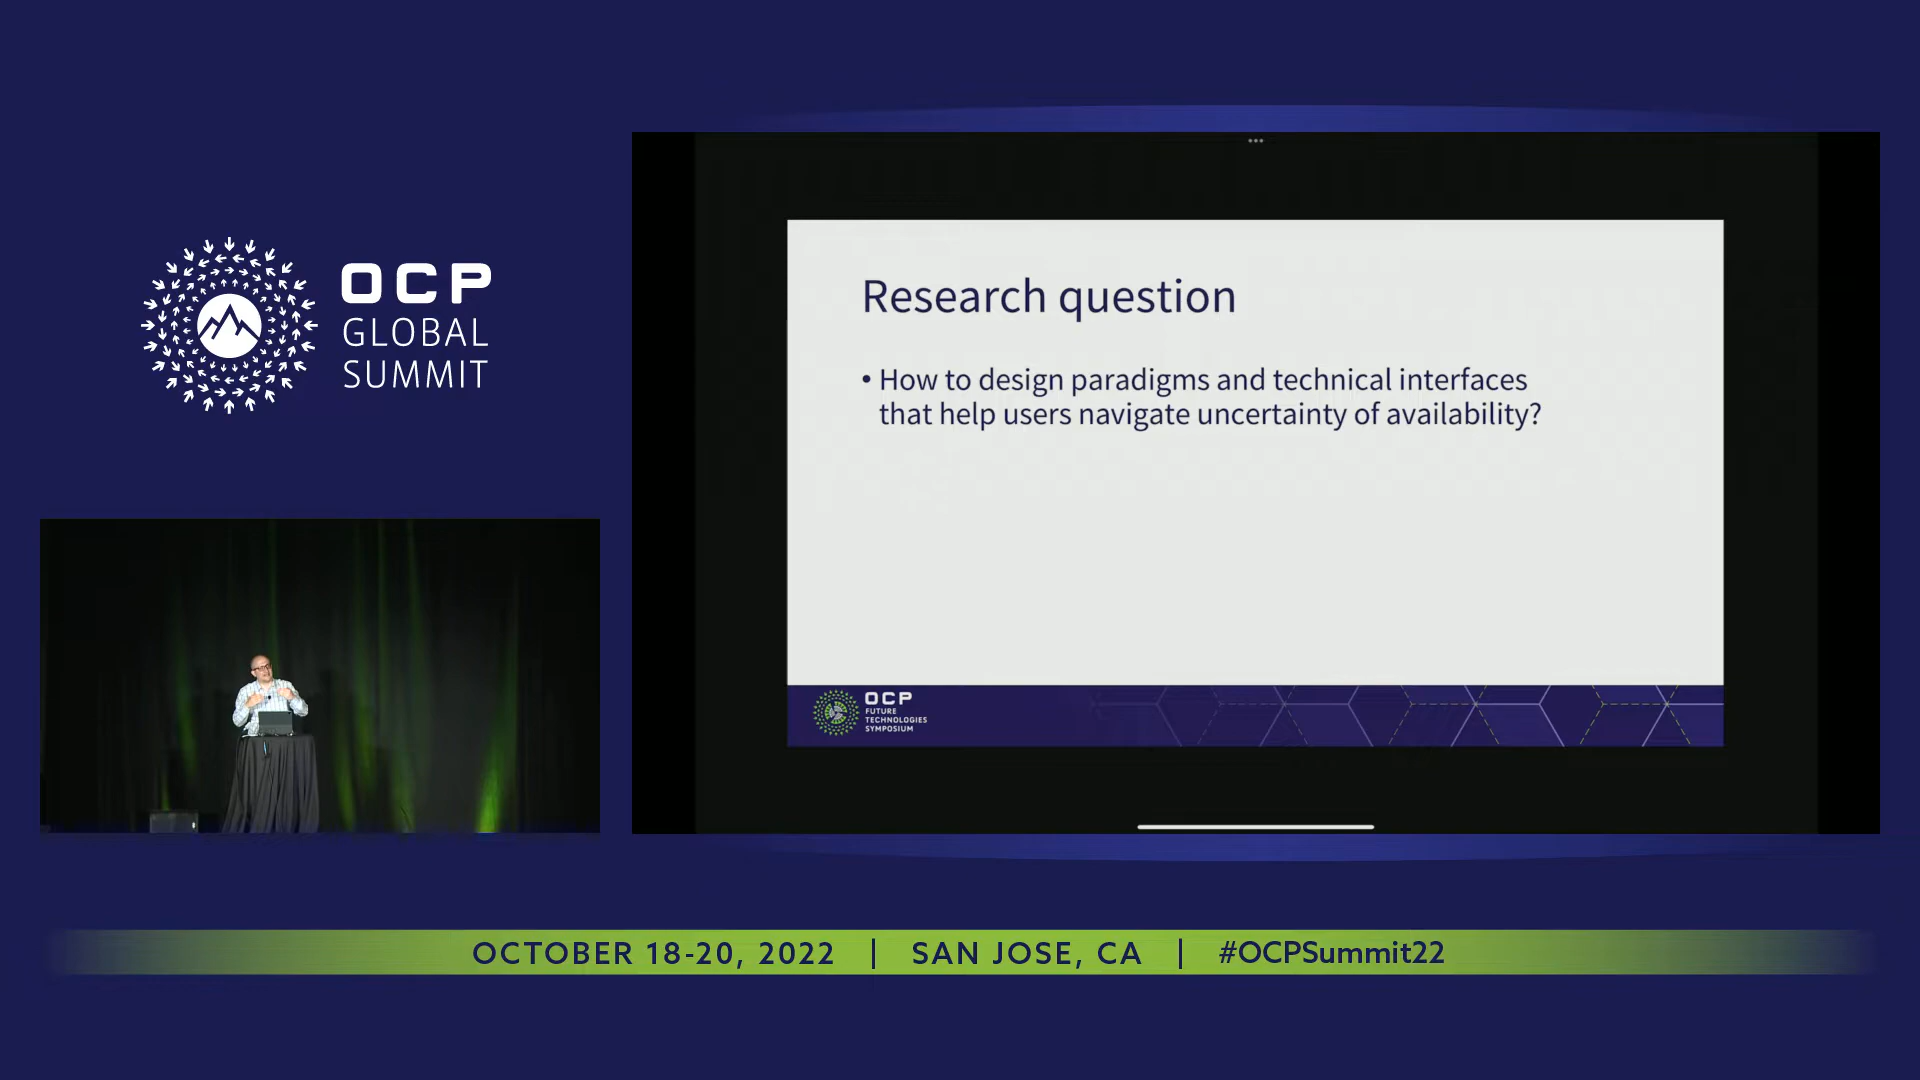 OCP
GLOBAL
SUMMIT
Research question
• How to design paradigms and technical interfaces
that help users navigate uncertainty of availability?
OCP
FUTURE
TECHNOLOGIES
SYMPOSIUM
OCTOBER 18-20, 2022 | SAN JOSE, CA | #OCPSummit22